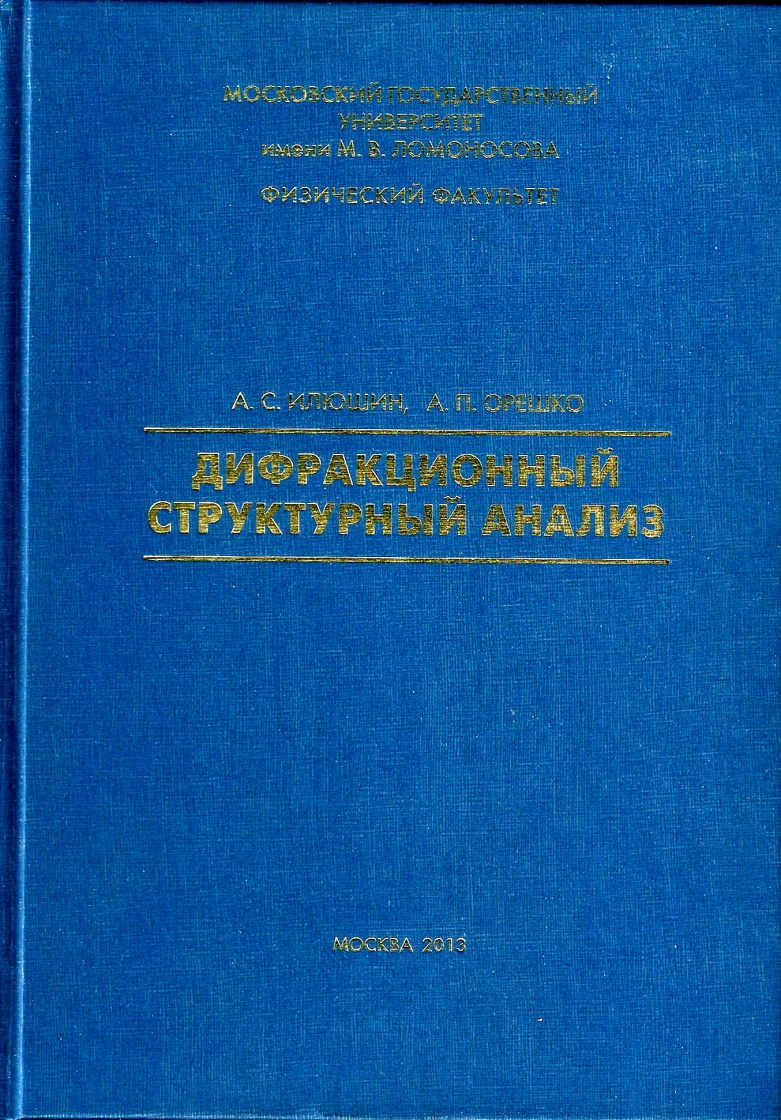 МОСКОВСКИЙ ГОСУДАРСТВЕННЫЙ
УНИВЕРСИТЕТ
имени М. В. ЛОМОНОСОВА
ФИЗИЧЕСКИЙ ФАКУЛЬТЕТ
А. С. ИЛЮШИН, А. П. ОРЕШКО
ДИФРАКЦИОННЫЙ
СТРУКТУРНЫЙ АНАЛИЗ
МОСКВА 2013